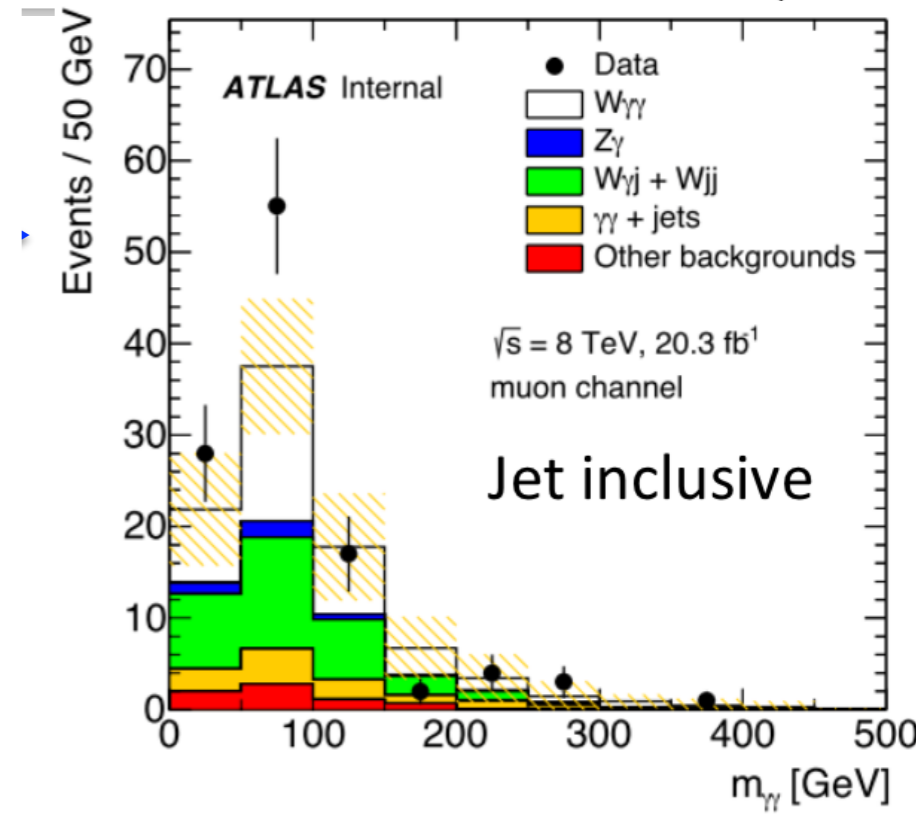 Events / 50 GeV
70
60
50
40
30
20
10
0
ATLAS Internal
Data
Wγγ
Zγ
Wγj + Wjj
γγ + jets
Other backgrounds
√s = 8 TeV, 20.3 fb¹
muon channel
Jet inclusive
0 100 200 300 400 500
mγγ [GeV]